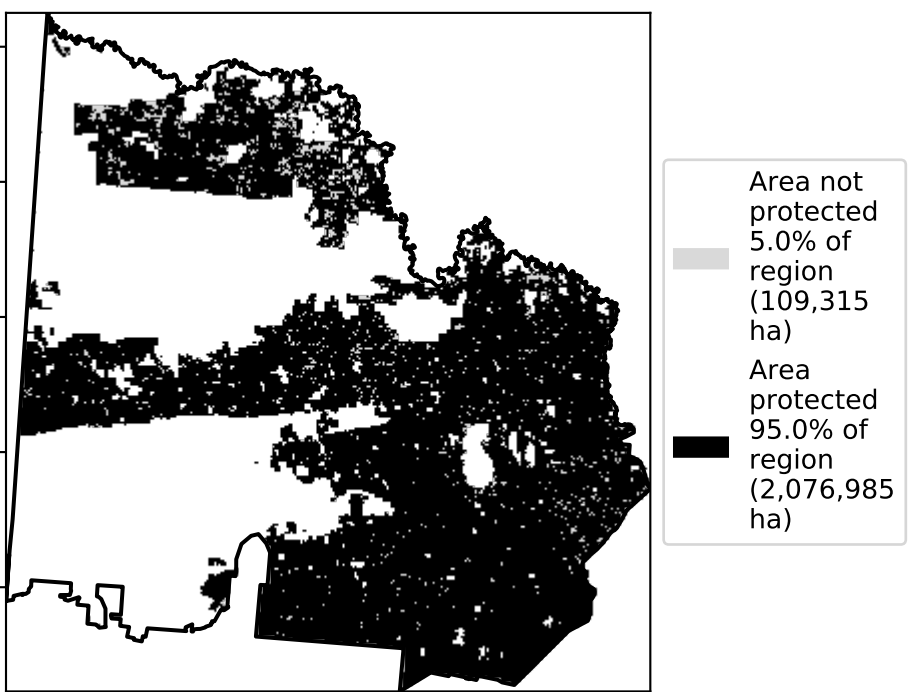 Area not
protected
5.0% of
region
(109,315
ha)
Area
protected
95.0% of
region
(2,076,985
ha)